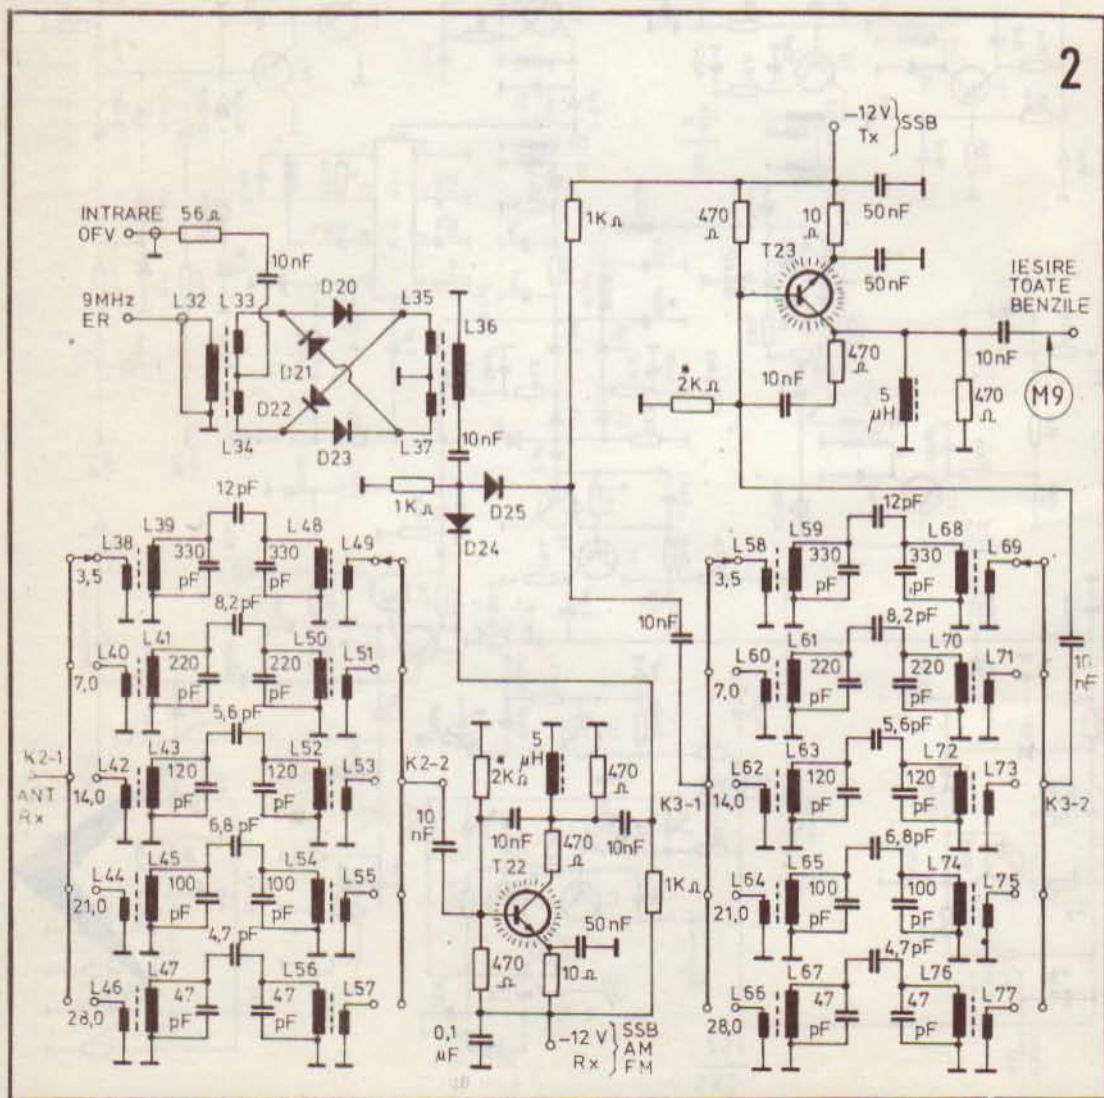 2
-12V } SSB
Tx
INTRARE
OFV
56Ω
10nF
1KΩ
470
Ω
10
Ω
50nF
T23
50nF
IESIRE
TOATE
BENZILE
9MHz
ER
L32
L33
D20
L35
L36
D21
D22
L34
D23
L37
10nF
*
2KΩ
10nF
470
Ω
5
μH
470
Ω
10nF
M9
1KΩ
D25
D24
12pF
L38
3,5
L39
330
pF
330
pF
L48
L49
8,2pF
L40
7,0
L41
220
pF
220
pF
L50
L51
5,6pF
K2-1
ANT
Rx
L42
14,0
L43
120
pF
120
pF
L52
L53
K2-2
6,8pF
L44
21,0
L45
100
pF
100
pF
L54
L55
4,7pF
L46
28,0
L47
47
pF
47
pF
L56
L57
10
nF
*
2KΩ
5
μH
470
Ω
10nF
470
Ω
10nF
T22
1KΩ
50nF
470
Ω
10Ω
0,1
μF
-12V
Rx
SSB
AM
FM
10nF
12pF
L58
3,5
L59
330
pF
330
pF
L68
L69
8,2pF
L60
7,0
L61
220
pF
220
pF
L70
L71
10
5,6pF
K3-1
L62
14,0
L63
120
pF
120
pF
L72
L73
K3-2
6,8pF
L64
21,0
L65
100
pF
100
pF
L74
L75
4,7pF
L66
28,0
L67
47
pF
47
pF
L76
L77